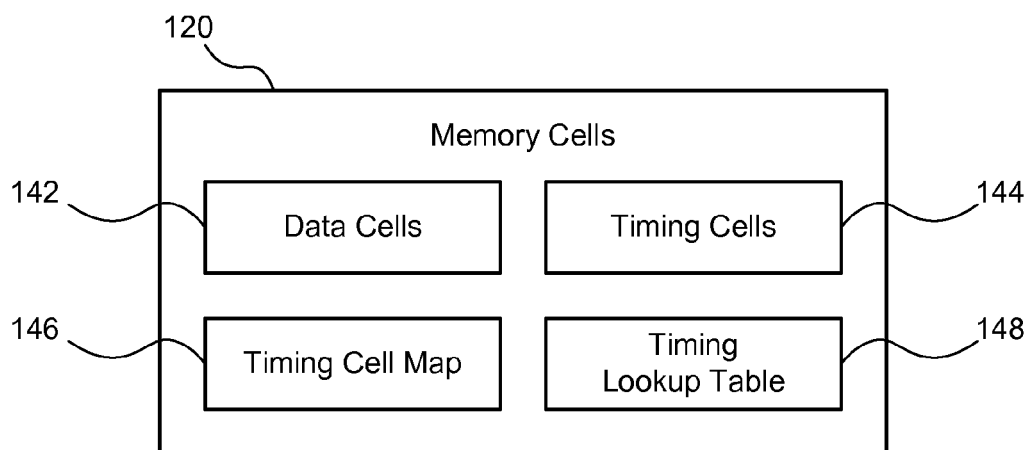 120
Memory Cells
142
Data Cells
Timing Cells
144
146
Timing Cell Map
Timing
Lookup Table
148